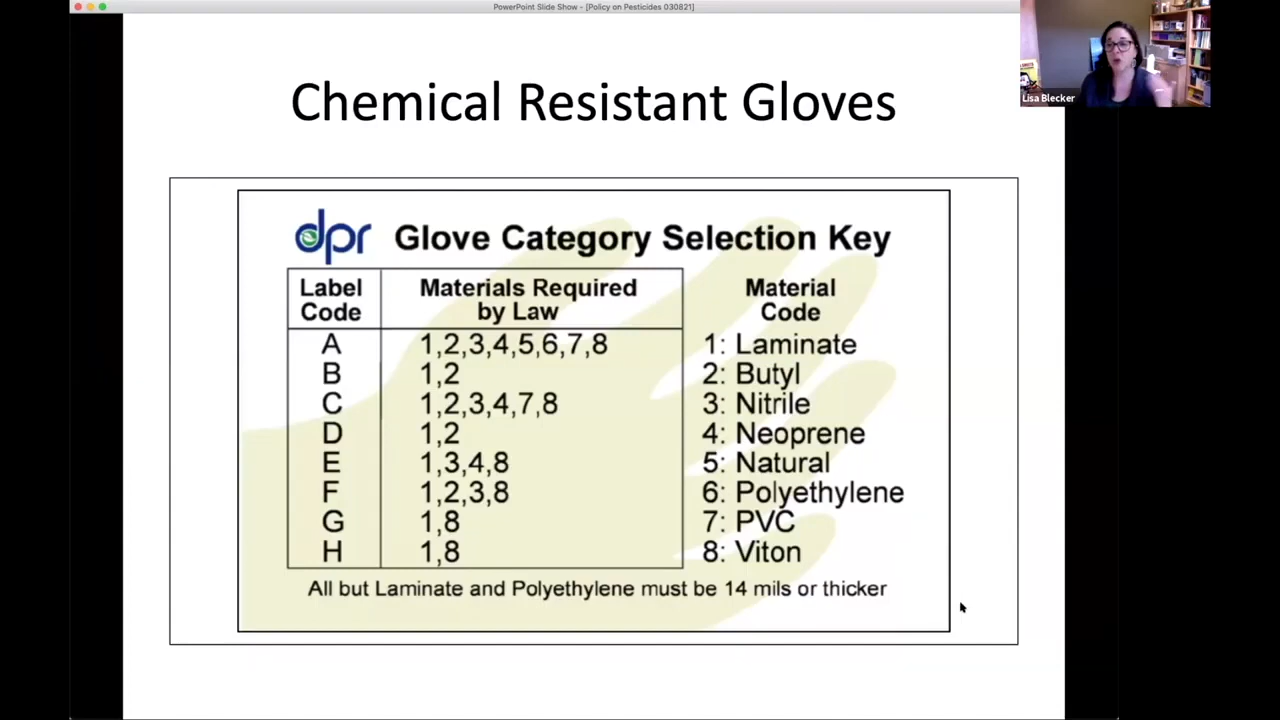 PowerPoint Slide Show - [Policy on Pesticides 030821]
Lisa Blecker
Chemical Resistant Gloves
dpr Glove Category Selection Key
Label Code
Materials Required by Law
Material Code
A 1,2,3,4,5,6,7,8 1: Laminate
B 1,2 2: Butyl
C 1,2,3,4,7,8 3: Nitrile
D 1,2 4: Neoprene
E 1,3,4,8 5: Natural
F 1,2,3,8 6: Polyethylene
G 1,8 7: PVC
H 1,8 8: Viton
All but Laminate and Polyethylene must be 14 mils or thicker